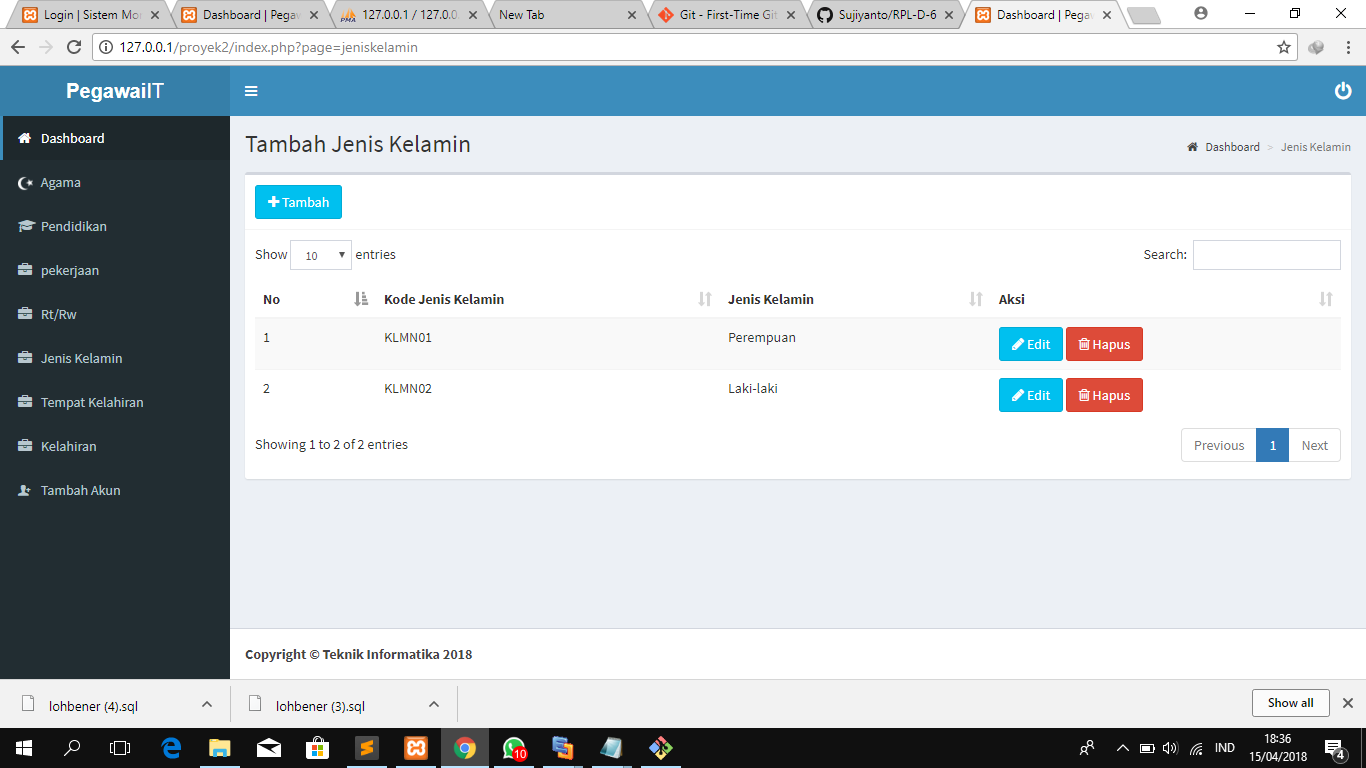 Login | Sistem Mo
Dashboard | Pegaw
PMA
127.0.0.1 / 127.0.0.
New Tab
Git - First-Time Git
Sujiyanto/RPL-D-6
Dashboard | Pegaw
127.0.0.1/proyek2/index.php?page=jeniskelamin
PegawaiIT
Dashboard
Agama
Pendidikan
pekerjaan
Rt/Rw
Jenis Kelamin
Tempat Kelahiran
Kelahiran
Tambah Akun
Tambah Jenis Kelamin
Dashboard > Jenis Kelamin
Tambah
Show 10 entries
Search:
No Kode Jenis Kelamin Jenis Kelamin Aksi
1 KLMN01 Perempuan Edit Hapus
2 KLMN02 Laki-laki Edit Hapus
Showing 1 to 2 of 2 entries
Previous 1 Next
Copyright © Teknik Informatika 2018
lohbener (4).sql
lohbener (3).sql
Show all
10
IND
18:36
15/04/2018
4